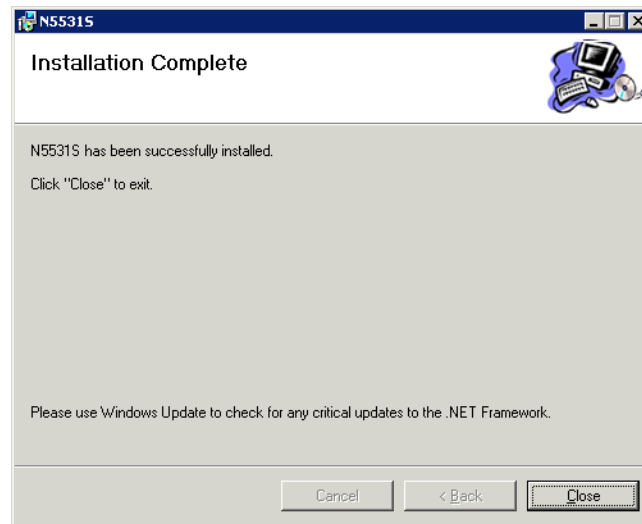 N5531S
Installation Complete
N5531S has been successfully installed.
Click "Close" to exit.
Please use Windows Update to check for any critical updates to the .NET Framework.
Cancel
< Back
Close